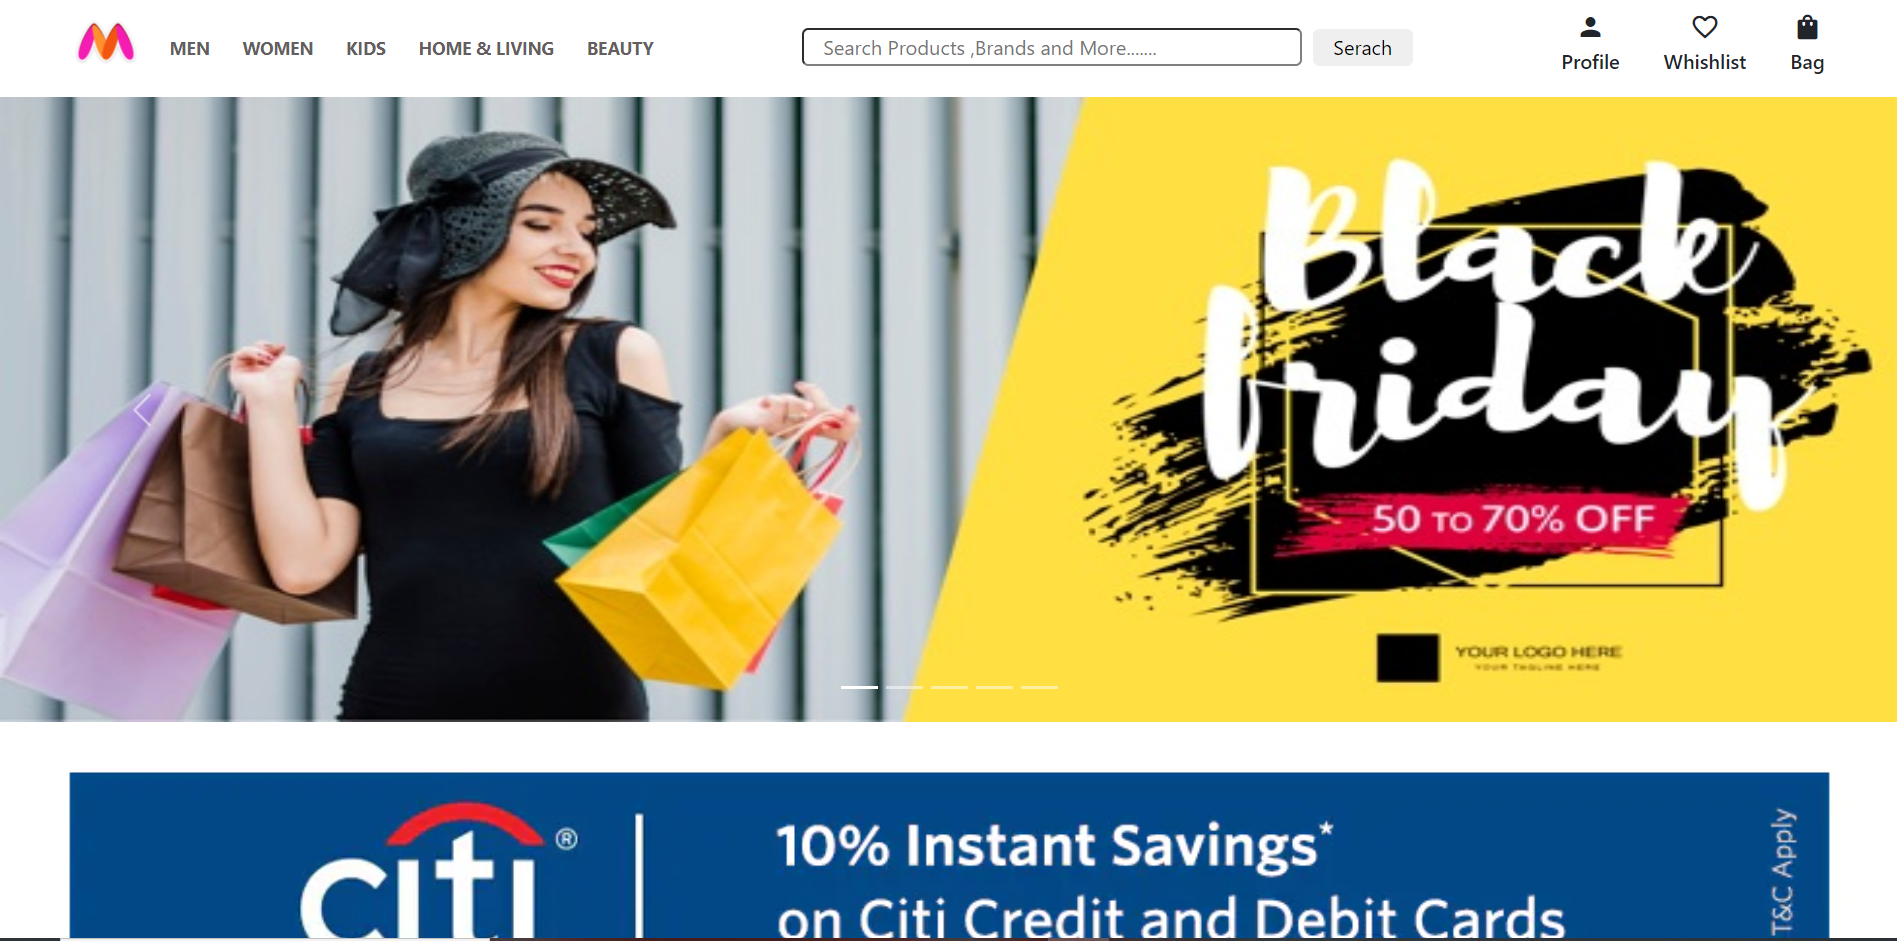 MEN WOMEN KIDS HOME & LIVING BEAUTY
Search Products ,Brands and More.......
Serach
Profile
Whishlist
Bag
Black
friday
50 TO 70% OFF
YOUR LOGO HERE
YOUR TAGLINE HERE
citi®
10% Instant Savings*
on Citi Credit and Debit Cards
T&C Apply